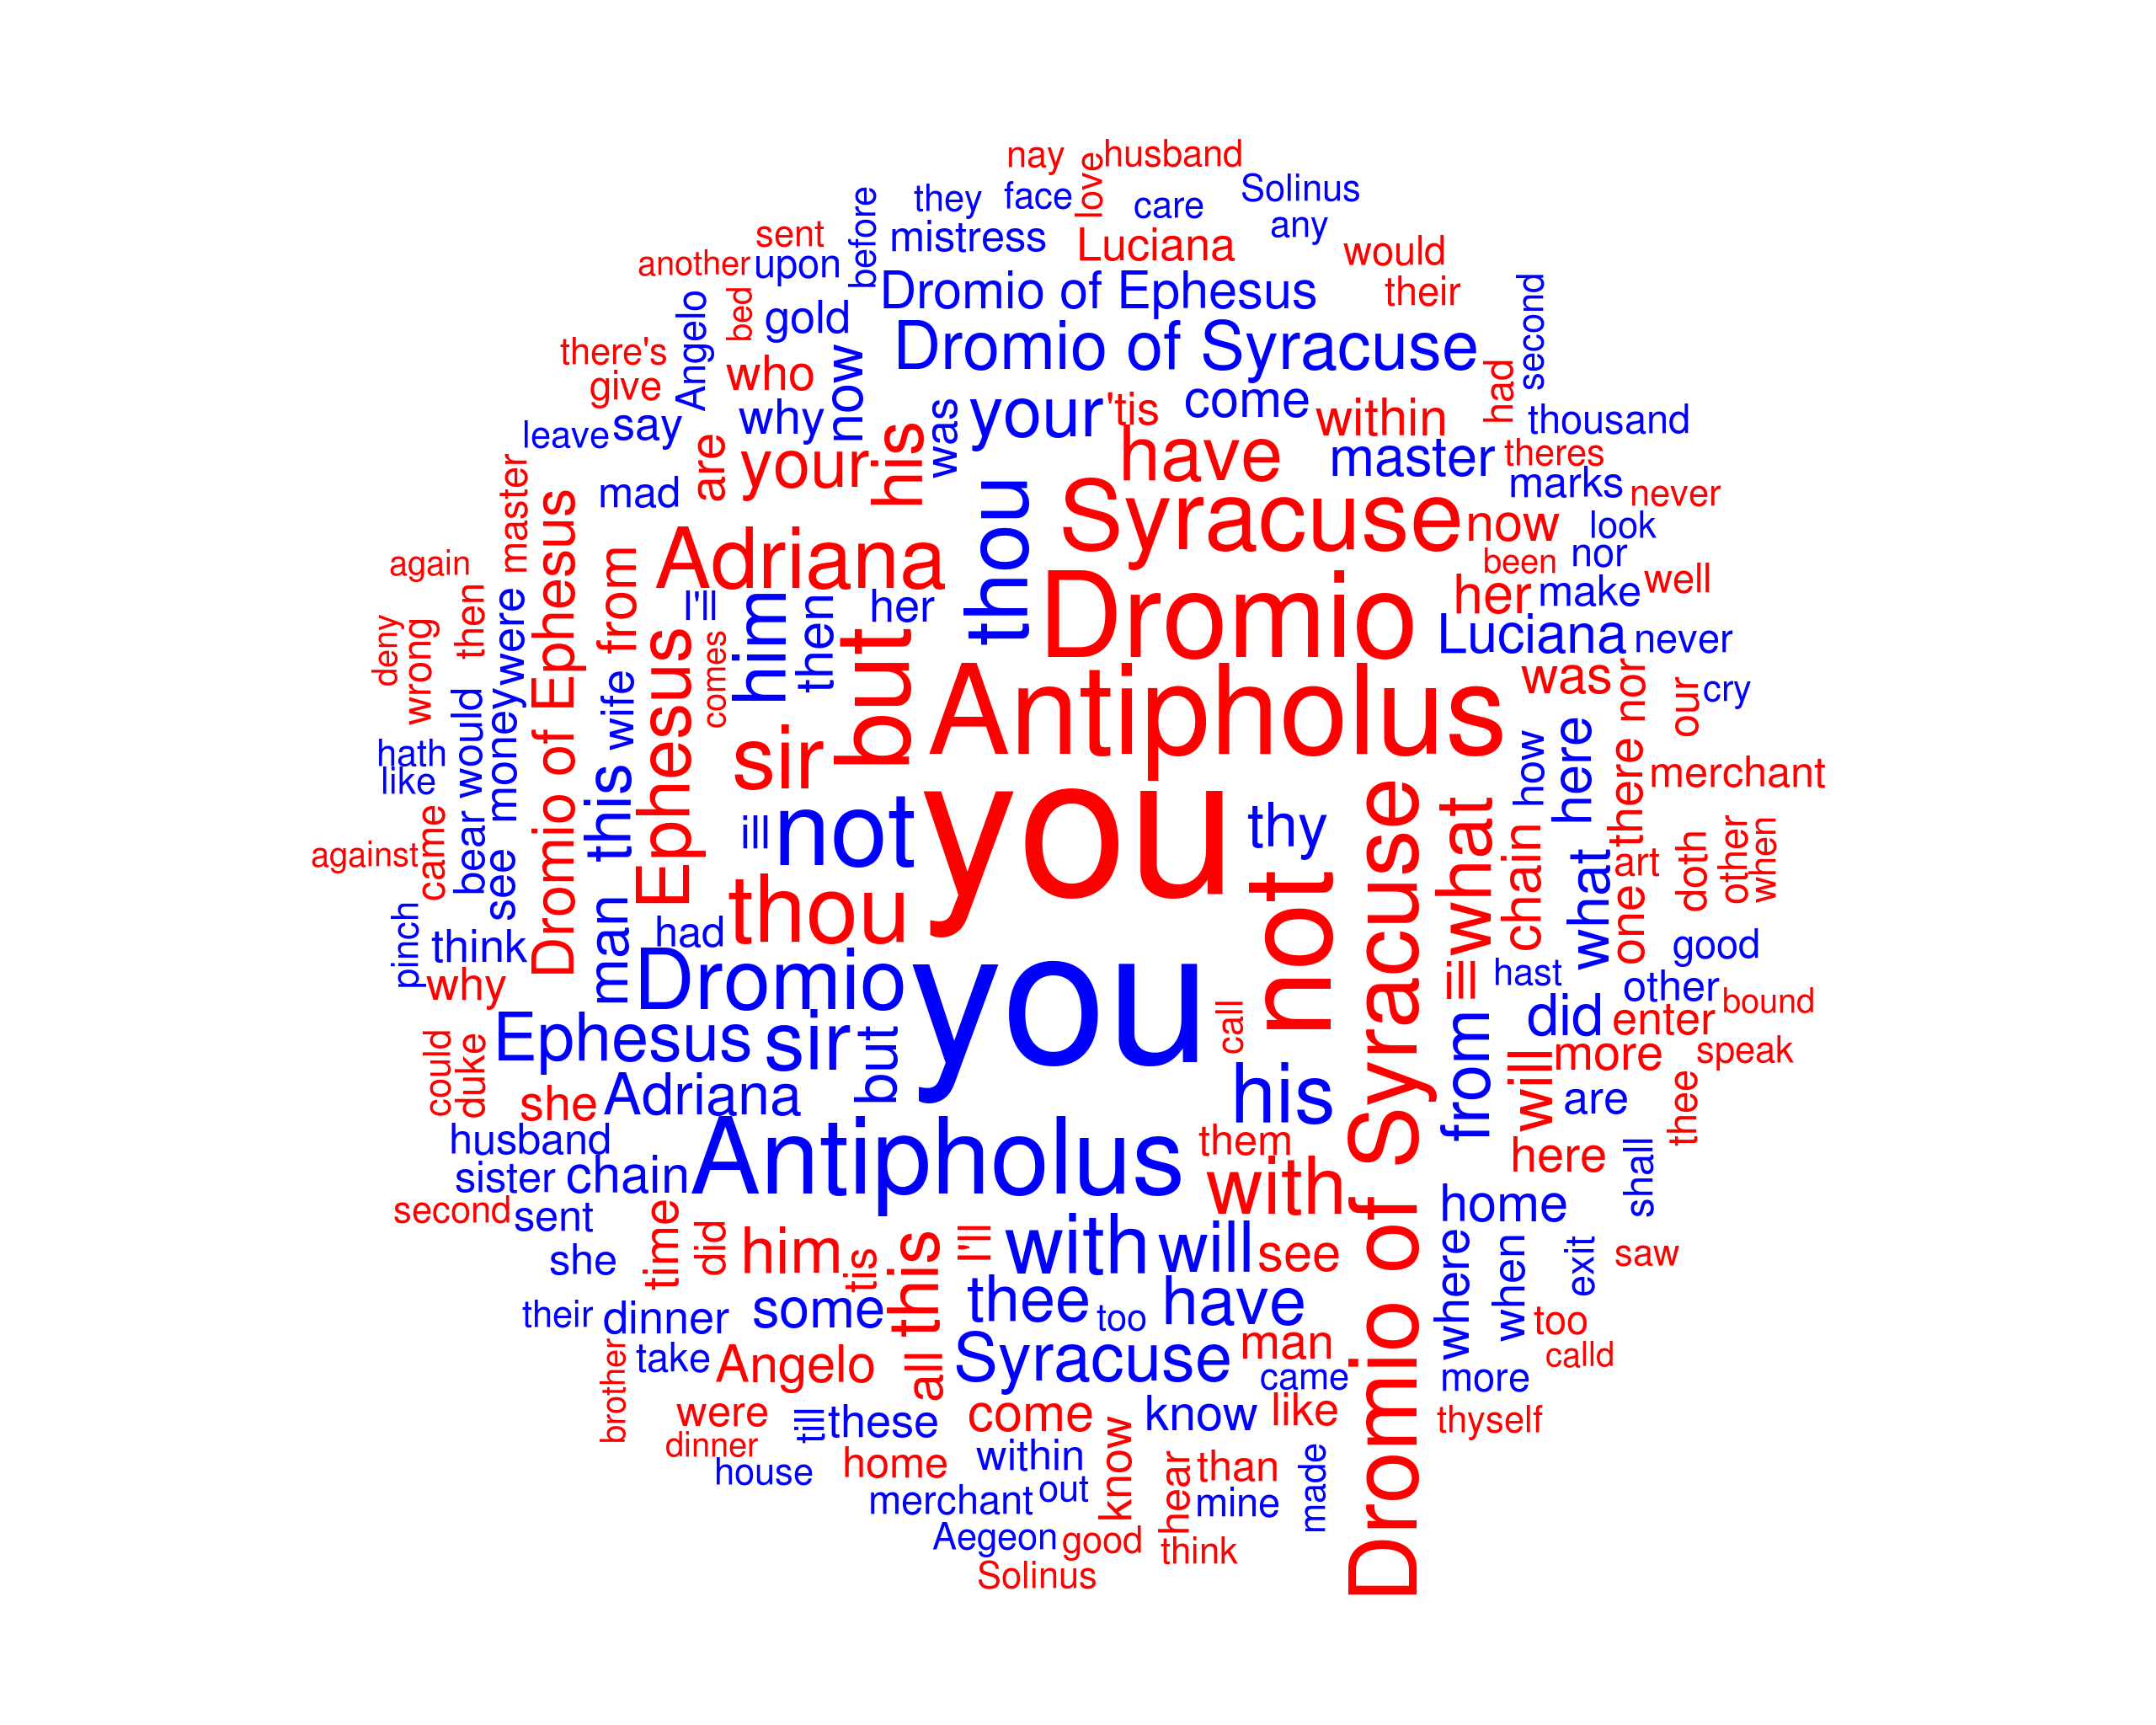 nay
love
husband
they
face
care
Solinus
before
mistress
Luciana
any
would
sent
another
upon
Dromio of Ephesus
their
second
Angelo
bed
gold
Dromio of Syracuse
there's
give
who
now
had
leave
say
why
his
was
your
'tis
come
within
thousand
master
are
your
have
master
theres
mad
thou
Syracuse
marks
never
now
look
again
Dromio of Ephesus
from
Adriana
been
nor
then
I'll
him
then
her
but
Dromio
her
make
well
deny
wrong
were
Luciana
never
comes
Antipholus
was
nor
our
cry
hath
like
would
money
wife
Ephesus
sir
how
here
there
merchant
against
came
bear
see
this
ill
not
you
thy
Dromio of Syracuse
what
chain
what
one
art
doth
other
when
pinch
think
man
had
thou
not
good
why
Dromio
you
call
ill
hast
other
bound
could
duke
Ephesus
sir
but
from
did
enter
will
more
speak
she
Adriana
his
are
thee
husband
Antipholus
them
here
shall
sister
chain
with
home
second
sent
time
did
him
tis
this
I'll
with
will
see
where
when
exit
saw
she
their
dinner
some
thee
too
have
too
brother
take
Angelo
all
Syracuse
man
came
more
calld
were
till
these
come
know
know
like
thyself
dinner
house
home
within
hear
than
made
merchant
out
mine
Aegeon
good
think
Solinus